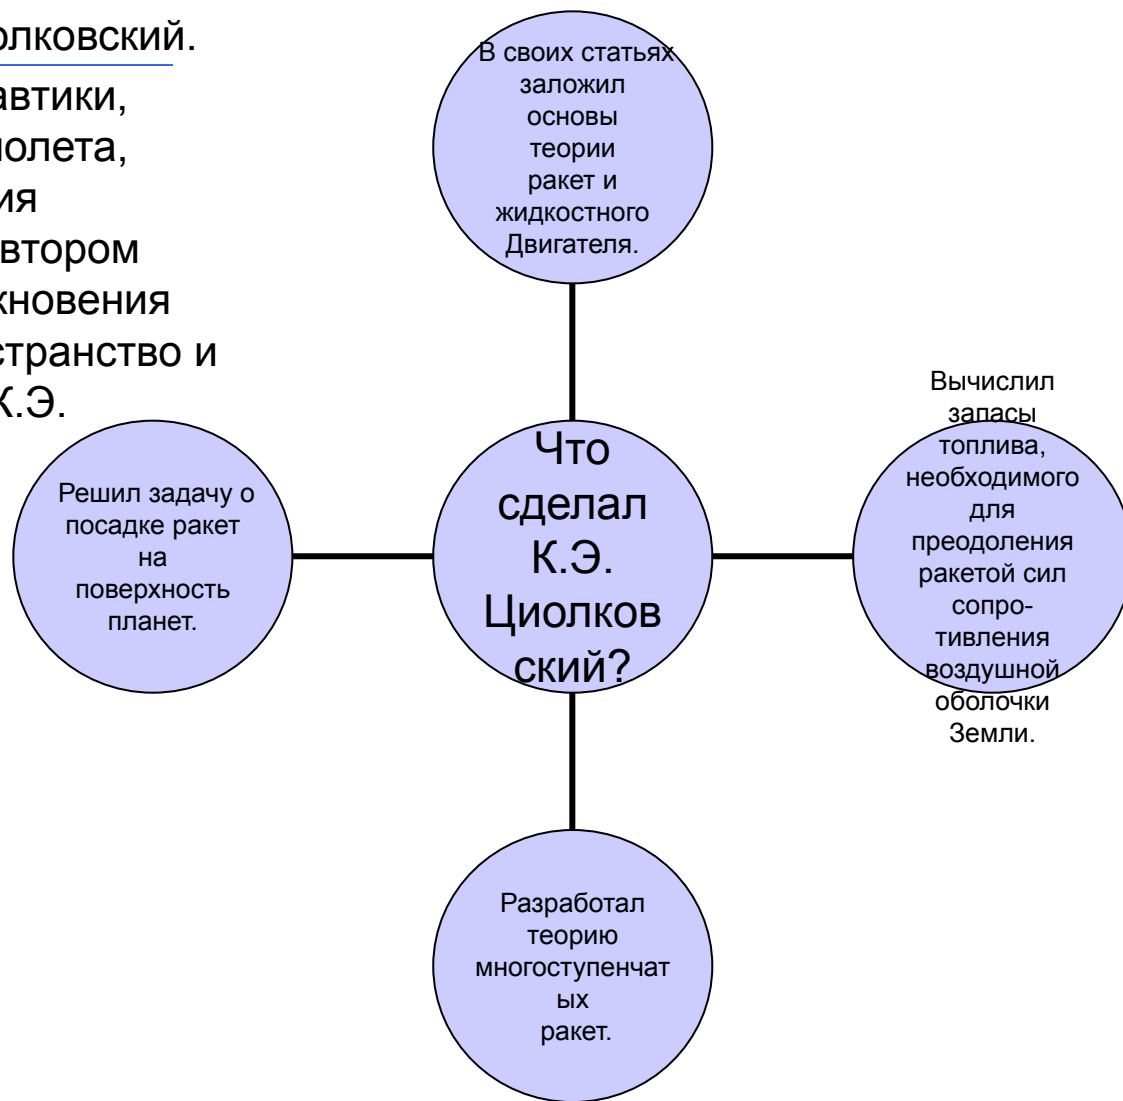 олковский.
автики,
иолета,
ия
втором
кновения
странство и
К.Э.
В своих статьях
заложил
основы
теории
ракет и
жидкостного
Двигателя.
Решил задачу о
посадке ракет
на
поверхность
планет.
Что
сделал
К.Э.
Циолков
ский?
Вычислил
запасы
топлива,
необходимого
для
преодоления
ракетой сил
сопро-
тивления
воздушной
оболочки
Земли.
Разработал
теорию
многоступенчат
ых
ракет.